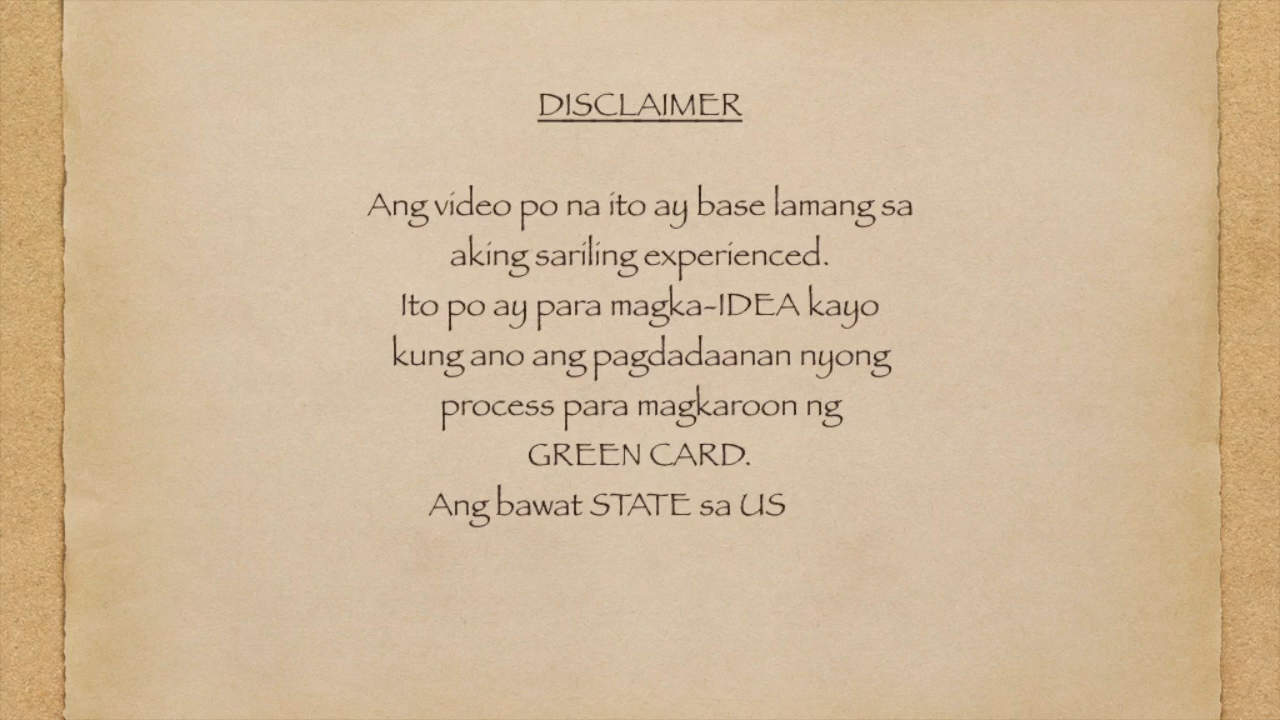 DISCLAIMER
Ang video po na ito ay base lamang sa
aking sariling experienced.
Ito po ay para magka-IDEA kayo
kung ano ang pagdadaanan nyong
process para magkaroon ng
GREEN CARD.
Ang bawat STATE sa US